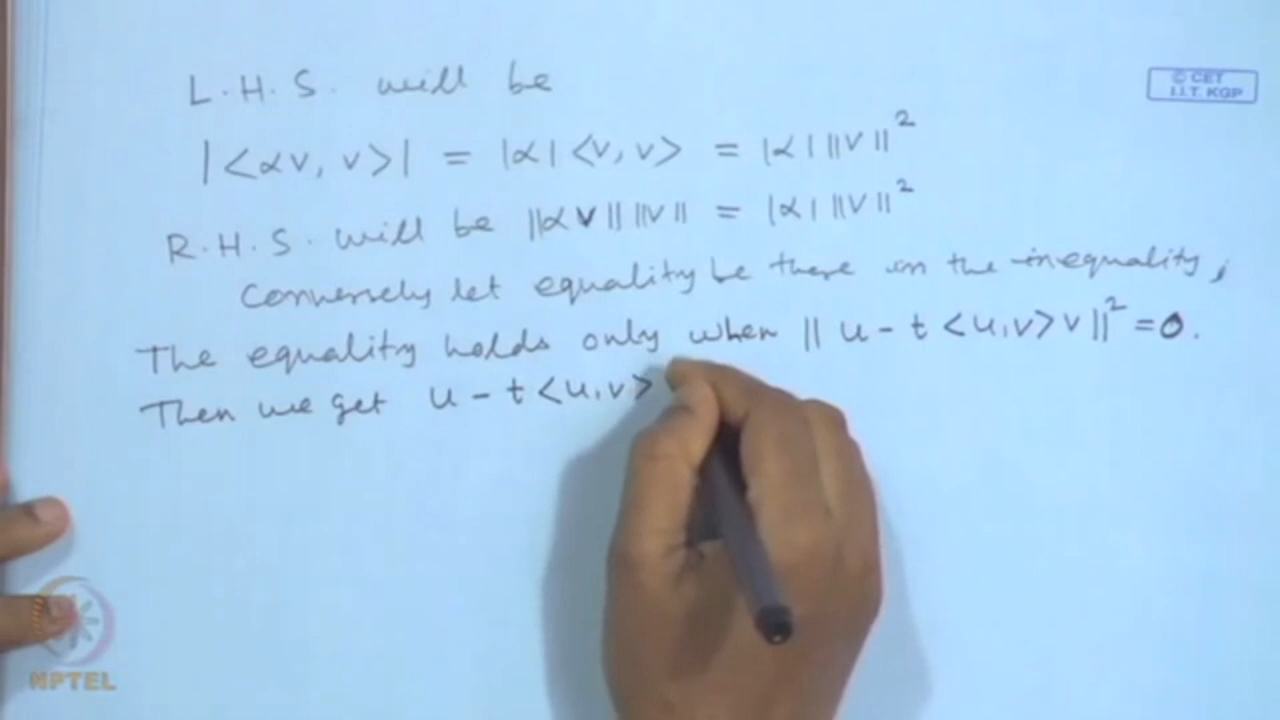 L.H.S. will be
© CET
I.I.T. KGP
|<αv, v>| = |α| <v, v> = |α| ||v||²
R.H.S. will be ||αv|| ||v|| = |α| ||v||²
Conversely let equality be there in the inequality,
The equality holds only when || u - t <u,v> v ||² = 0.
Then we get u - t <u,v>
NPTEL